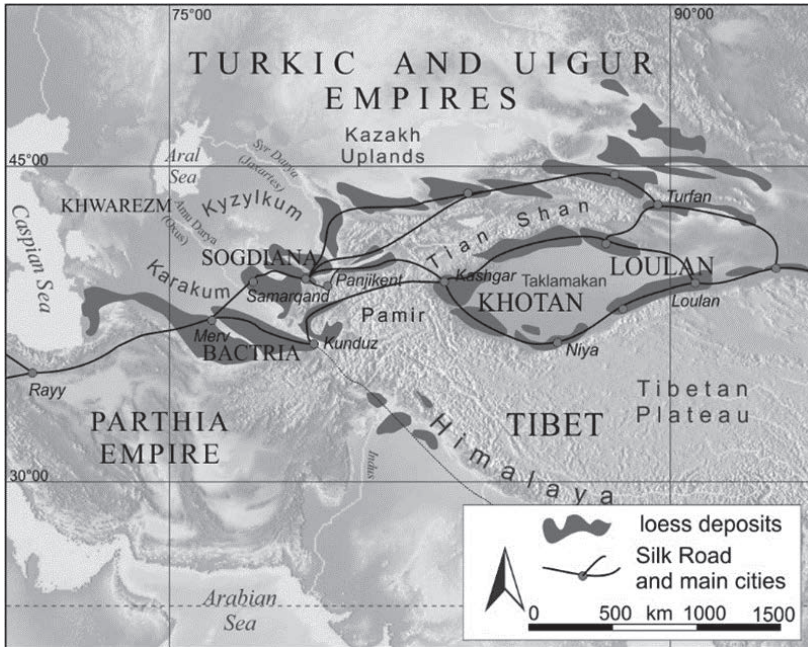 75°00"
90°00"
TURKIC AND UIGUR
EMPIRES
Kazakh
Uplands
Aral
Sea
Syr Darya
(Jaxartes)
45°00
Caspian Sea
KHWAREZM
Amu Darya
(Oxus)
Kyzylkum
Turfan
Tian Shan
SOGDIANA
Karakum
Samarqand
Panjikent
Kashgar
Taklamakan
LOULAN
KHOTAN
Loulan
Pamir
Merv
BACTRIA
Kunduz
Niya
Rayy
Tibetan
Plateau
PARTHIA
EMPIRE
TIBET
Himalaya
Indus
30°00
Arabian
Sea
loess deposits
Silk Road
and main cities
0 500 km 1000 1500